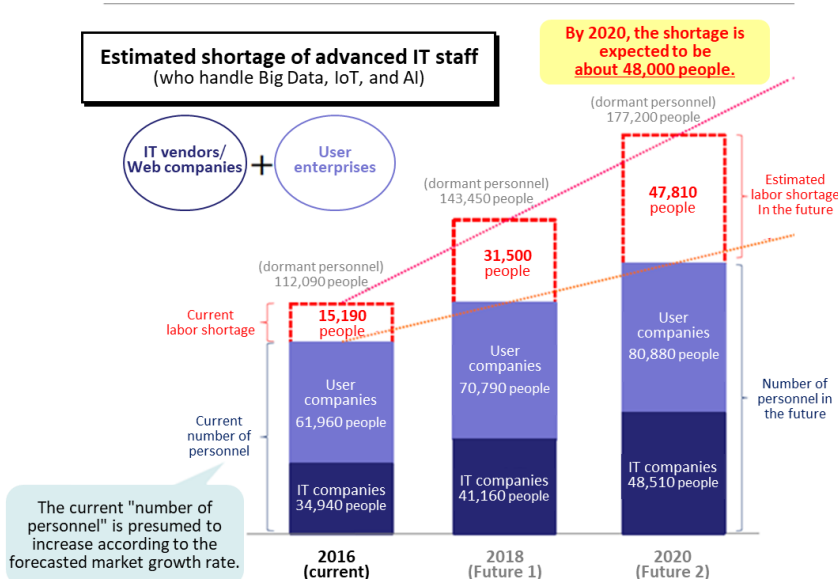 Estimated shortage of advanced IT staff
(who handle Big Data, IoT, and AI)
By 2020, the shortage is
expected to be
about 48,000 people.
IT vendors/
Web companies
+
User
enterprises
(dormant personnel)
177,200 people
(dormant personnel)
143,450 people
(dormant personnel)
112,090 people
47,810
people
Estimated
labor shortage
In the future
31,500
people
15,190
people
Current
labor shortage
User
companies
80,880 people
User
companies
70,790 people
User
companies
61,960 people
Current
number of
personnel
Number of
personnel in
the future
IT companies
48,510 people
IT companies
41,160 people
IT companies
34,940 people
The current "number of
personnel" is presumed to
increase according to the
forecasted market growth rate.
2016
(current)
2018
(Future 1)
2020
(Future 2)